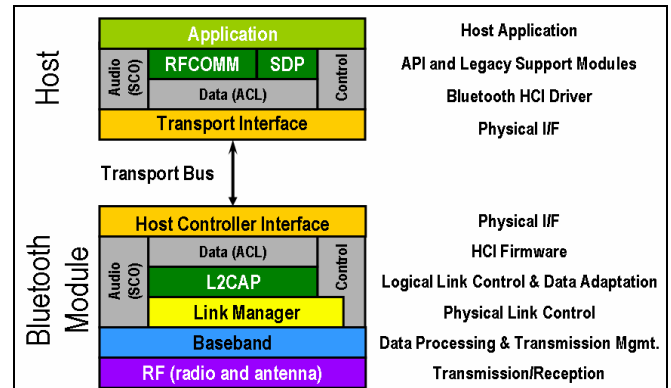 Host
Application
Host Application
Audio (SCO)
RFCOMM
SDP
Control
API and Legacy Support Modules
Data (ACL)
Bluetooth HCI Driver
Transport Interface
Physical I/F
Transport Bus
Bluetooth Module
Host Controller Interface
Physical I/F
Audio (SCO)
Data (ACL)
Control
HCI Firmware
L2CAP
Logical Link Control & Data Adaptation
Link Manager
Physical Link Control
Baseband
Data Processing & Transmission Mgmt.
RF (radio and antenna)
Transmission/Reception